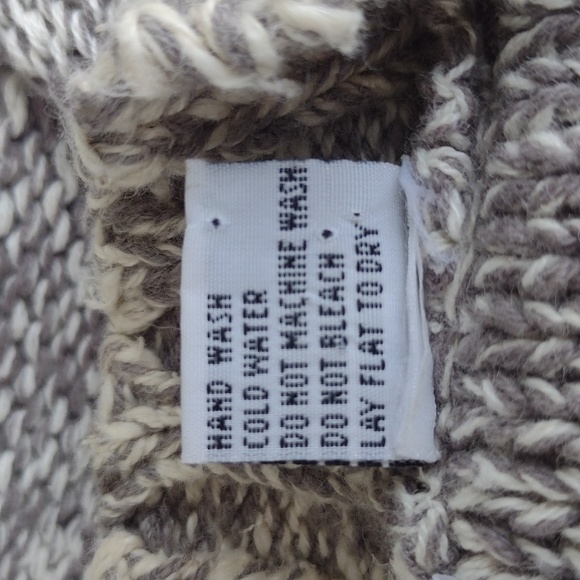 HAND WASH
COLD WATER
DO NOT MACHINE WASH
DO NOT BLEACH
LAY FLAT TO DRY